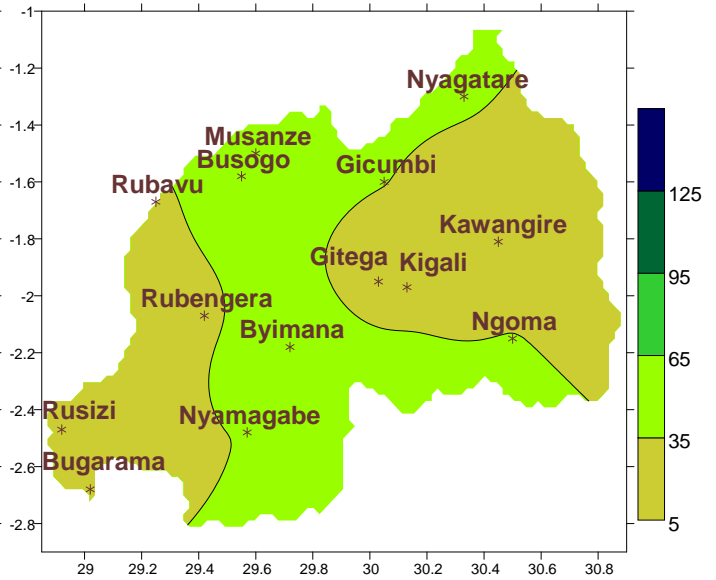 -1
-1.2
Nyagatare
-1.4
Musanze
Busogo
Gicumbi
-1.6
Rubavu
125
Kawangire
-1.8
Gitega
Kigali
95
-2
Rubengera
Ngoma
Byimana
-2.2
65
-2.4
Rusizi
Nyamagabe
35
Bugarama
-2.6
5
-2.8
29 29.2 29.4 29.6 29.8 30 30.2 30.4 30.6 30.8